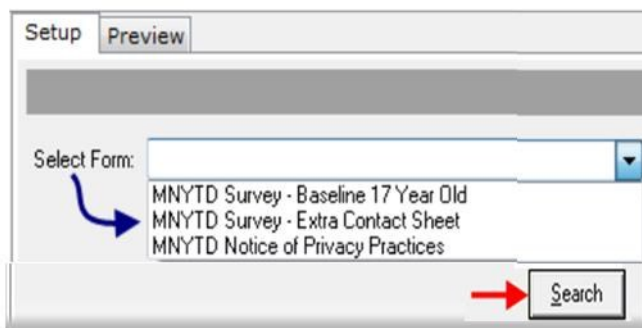 Setup Preview
Select Form:
MNYTD Survey - Baseline 17 Year Old
MNYTD Survey - Extra Contact Sheet
MNYTD Notice of Privacy Practices
Search